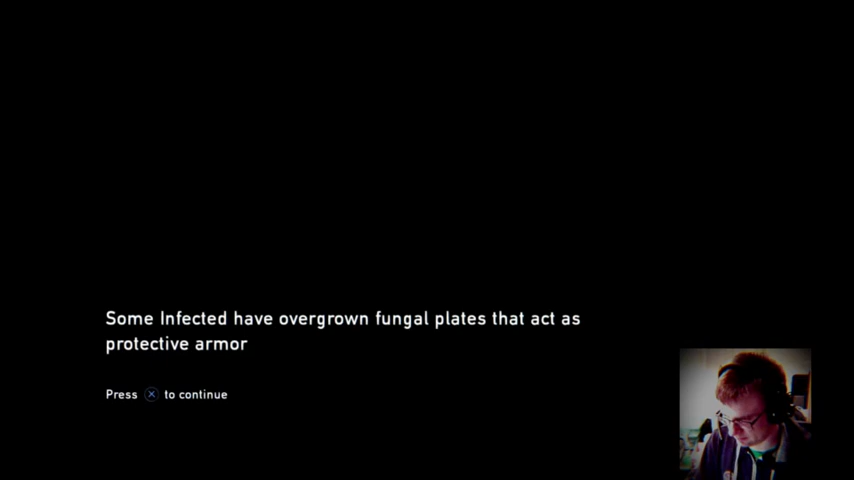 Some Infected have overgrown fungal plates that act as
protective armor
Press ⓧ to continue